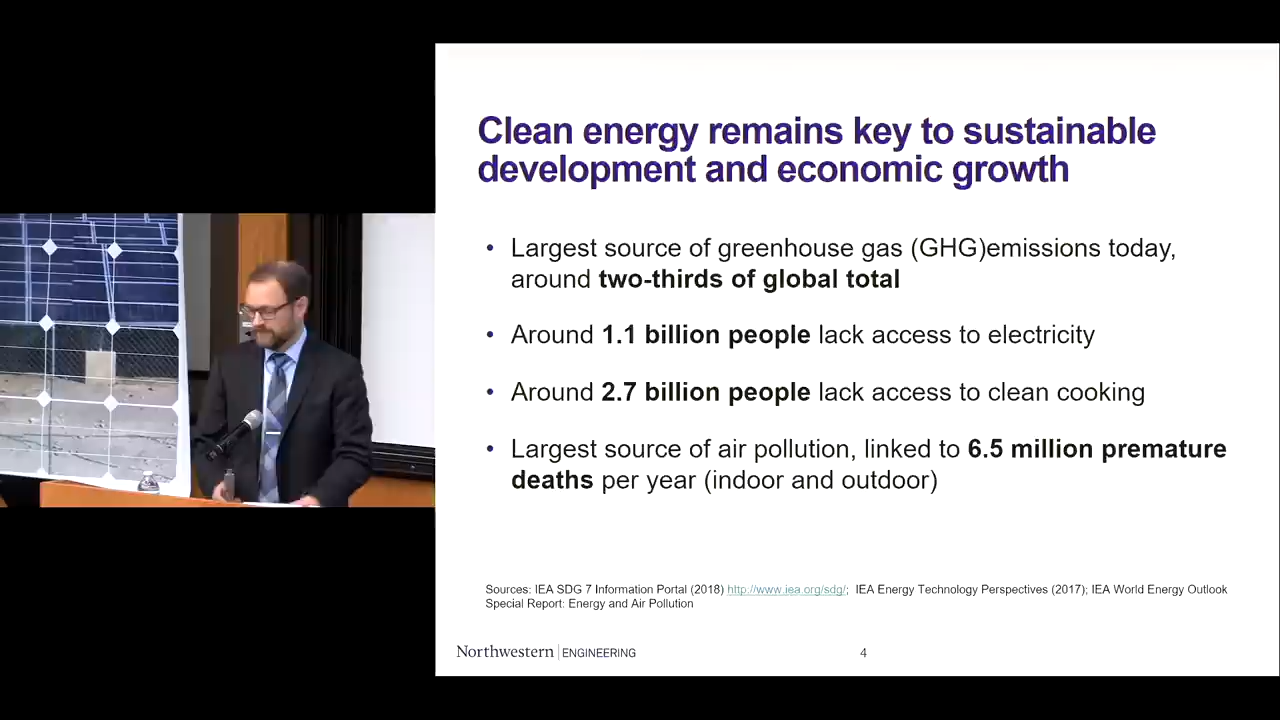 Clean energy remains key to sustainable
development and economic growth
• Largest source of greenhouse gas (GHG)emissions today,
around two-thirds of global total
• Around 1.1 billion people lack access to electricity
• Around 2.7 billion people lack access to clean cooking
• Largest source of air pollution, linked to 6.5 million premature
deaths per year (indoor and outdoor)
Sources: IEA SDG 7 Information Portal (2018) http://www.iea.org/sdg/; IEA Energy Technology Perspectives (2017); IEA World Energy Outlook
Special Report: Energy and Air Pollution
Northwestern | ENGINEERING
4